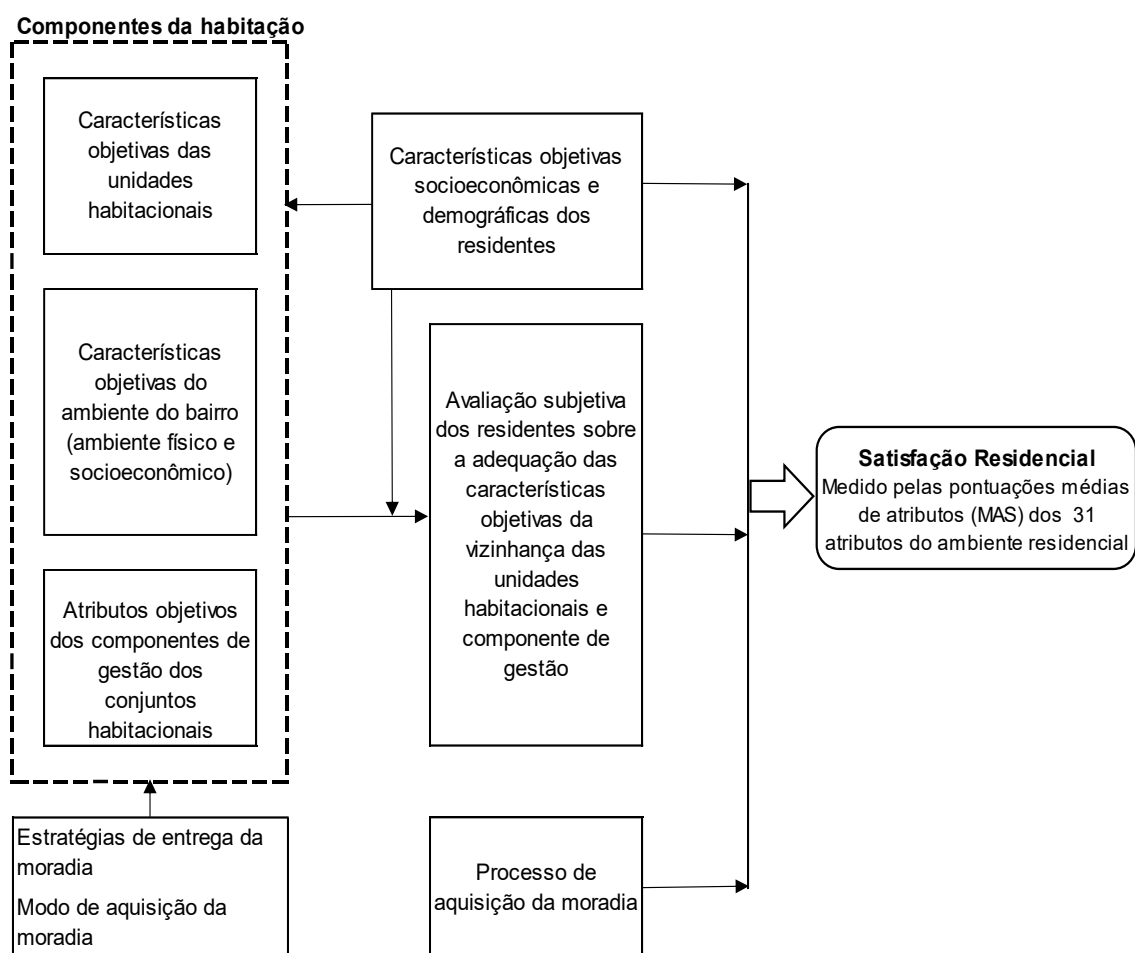 Componentes da habitação
Características
objetivas das
unidades
habitacionais
Características objetivas
socioeconômicas e
demográficas dos
residentes
Características
objetivas do
ambiente do bairro
(ambiente físico e
socioeconômico)
Avaliação subjetiva
dos residentes sobre
a adequação das
características
objetivas da
vizinhança das
unidades
habitacionais e
componente de
gestão
Satisfação Residencial
Medido pelas pontuações médias
de atributos (MAS) dos 31
atributos do ambiente residencial
Atributos objetivos
dos componentes de
gestão dos
conjuntos
habitacionais
Estratégias de entrega da
moradia
Modo de aquisição da
moradia
Processo de
aquisição da moradia